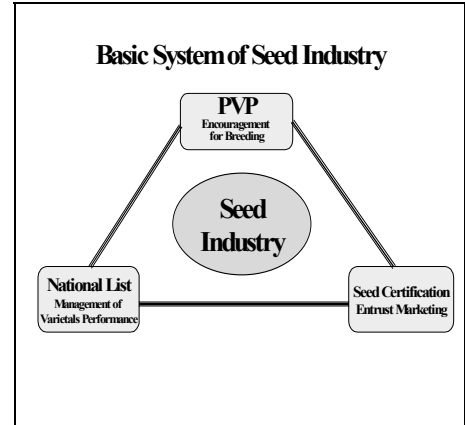 Basic System of Seed Industry
PVP
Encouragement
for Breeding
Seed
Industry
National List
Management of
Varietals Performance
Seed Certification
Entrust Marketing